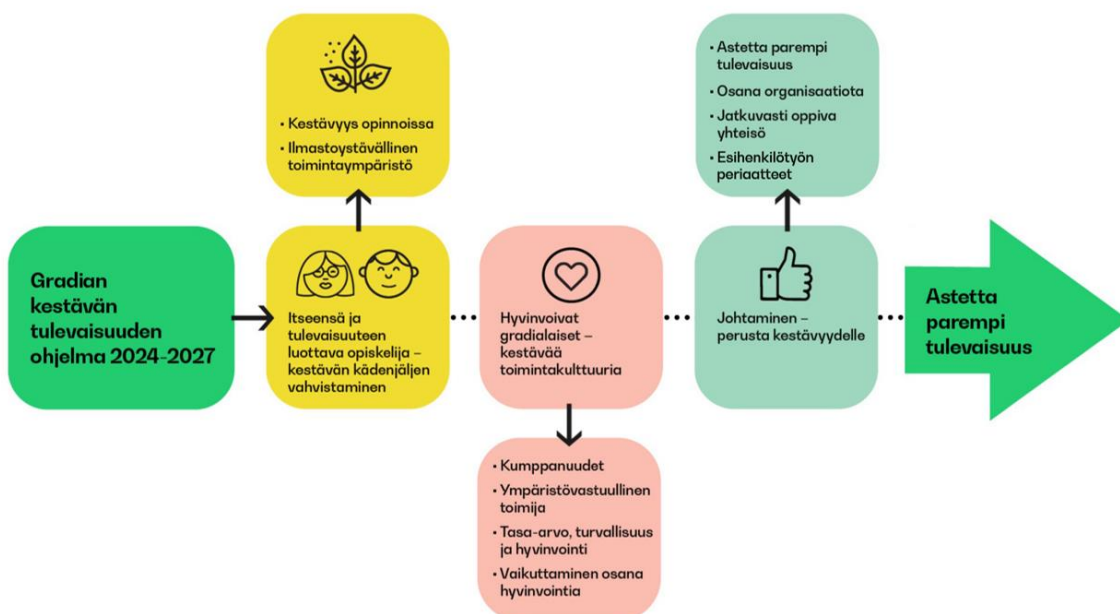 • Kestävyys opinnoissa
• Ilmastoystävällinen
toimintaympäristö
• Astetta parempi
tulevaisuus
• Osana organisaatiota
• Jatkuvasti oppiva
yhteisö
• Esihenkilötyön
periaatteet
Gradian
kestävän
tulevaisuuden
ohjelma 2024-2027
Itseensä ja
tulevaisuuteen
luottava opiskelija –
kestävän kädenjäljen
vahvistaminen
Hyvinvoivat
gradialaiset –
kestävää
toimintakulttuuria
Johtaminen –
perusta kestävyydelle
Astetta
parempi
tulevaisuus
• Kumppanuudet
• Ympäristövastuullinen
toimija
• Tasa-arvo, turvallisuus
ja hyvinvointi
• Vaikuttaminen osana
hyvinvointia